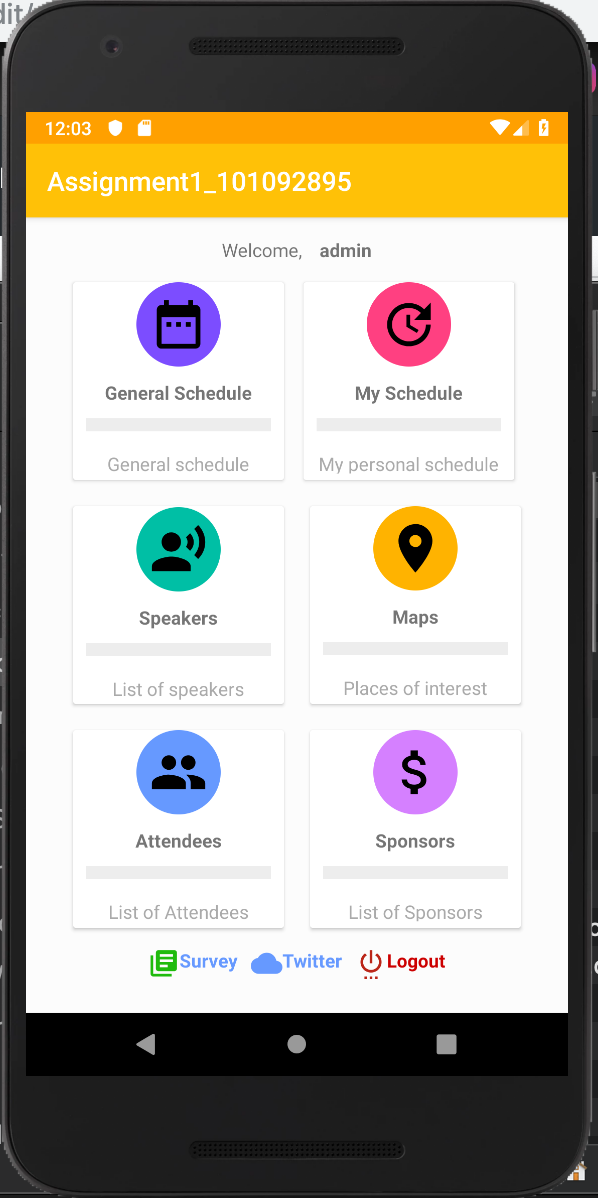 dit/
12:03
Assignment1_101092895
Welcome, admin
General Schedule
General schedule
My Schedule
My personal schedule
Speakers
List of speakers
Maps
Places of interest
Attendees
List of Attendees
Sponsors
List of Sponsors
Survey Twitter Logout